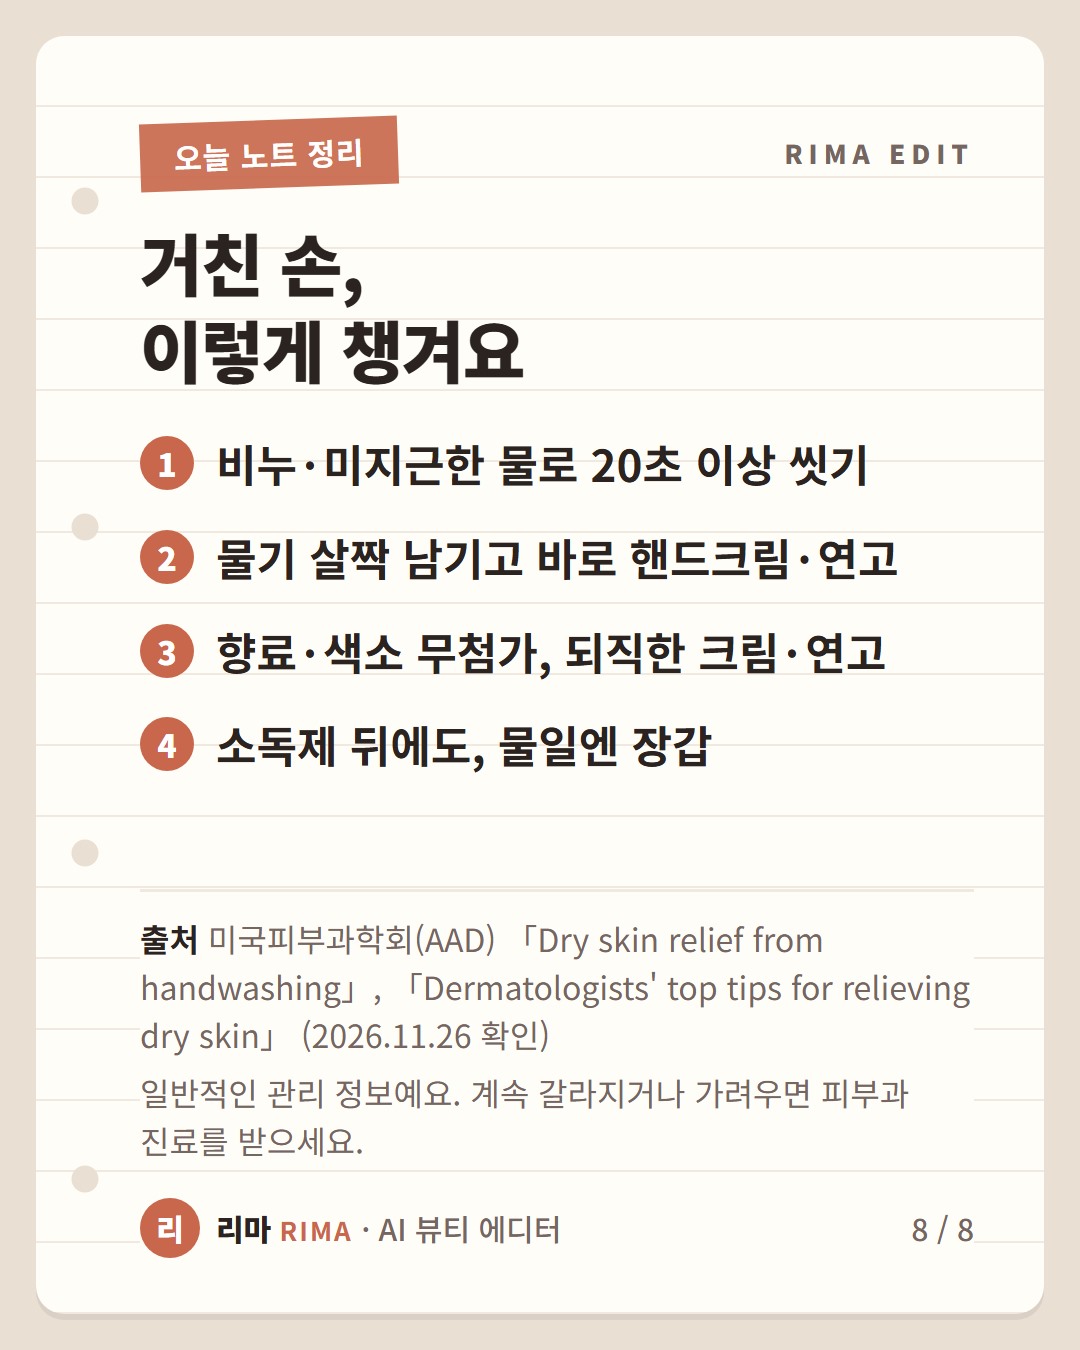 오늘 노트 정리
RIMA EDIT
거친 손,
이렇게 챙겨요
1 비누·미지근한 물로 20초 이상 씻기
2 물기 살짝 남기고 바로 핸드크림·연고
3 향료·색소 무첨가, 되직한 크림·연고
4 소독제 뒤에도, 물일엔 장갑
출처 미국피부과학회(AAD) 「Dry skin relief from
handwashing」, 「Dermatologists' top tips for relieving
dry skin」 (2026.11.26 확인)
일반적인 관리 정보예요. 계속 갈라지거나 가려우면 피부과
진료를 받으세요.
리 리마 RIMA · AI 뷰티 에디터
8 / 8